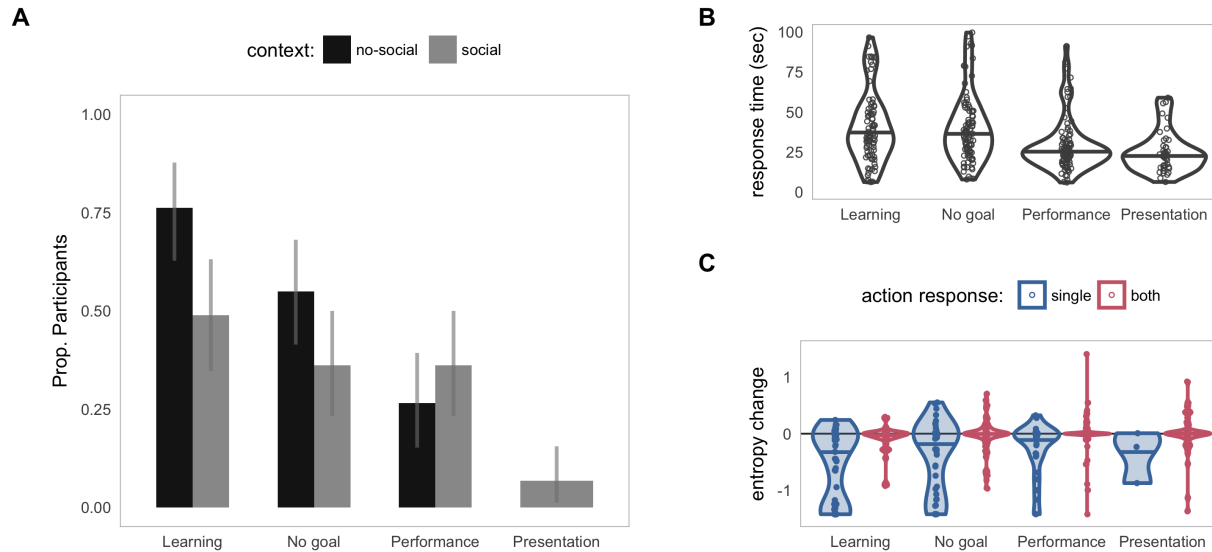 A
context: no-social social
Prop. Participants
1.00
0.75
0.50
0.25
0.00
Learning No goal Performance Presentation
B
response time (sec)
100
75
50
25
0
Learning No goal Performance Presentation
C
action response: single both
entropy change
1
0
-1
Learning No goal Performance Presentation